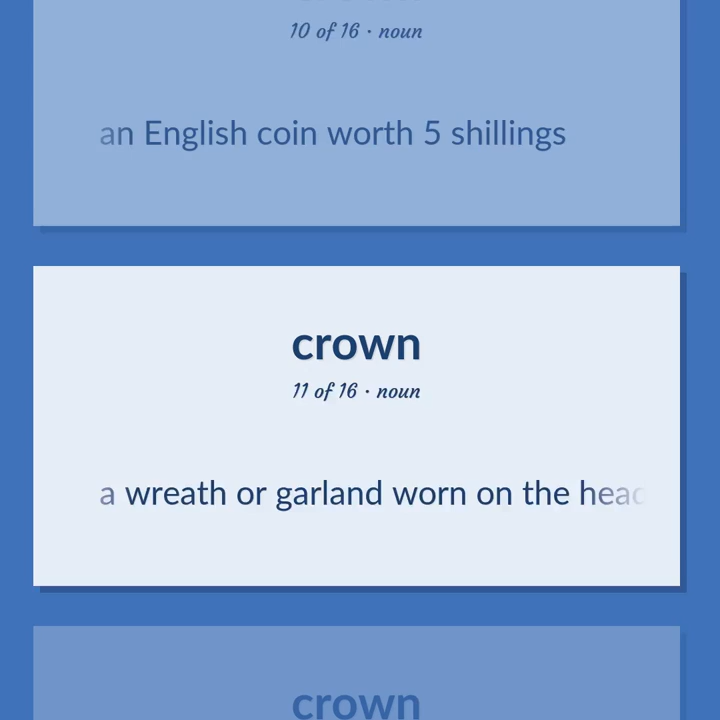 10 of 16 · noun
an English coin worth 5 shillings
crown
11 of 16 · noun
a wreath or garland worn on the head
crown